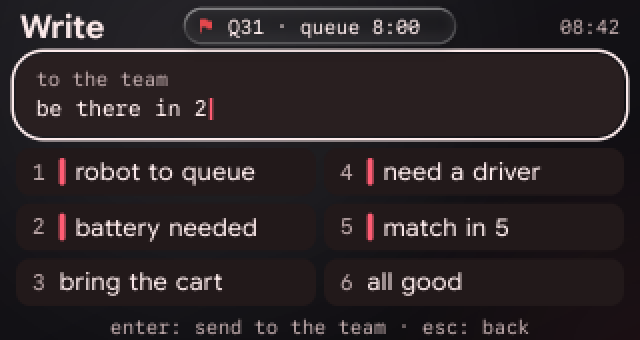 Write
Q31 · queue 8:00
08:42
to the team
be there in 2
1 robot to queue
4 need a driver
2 battery needed
5 match in 5
3 bring the cart
6 all good
enter: send to the team · esc: back